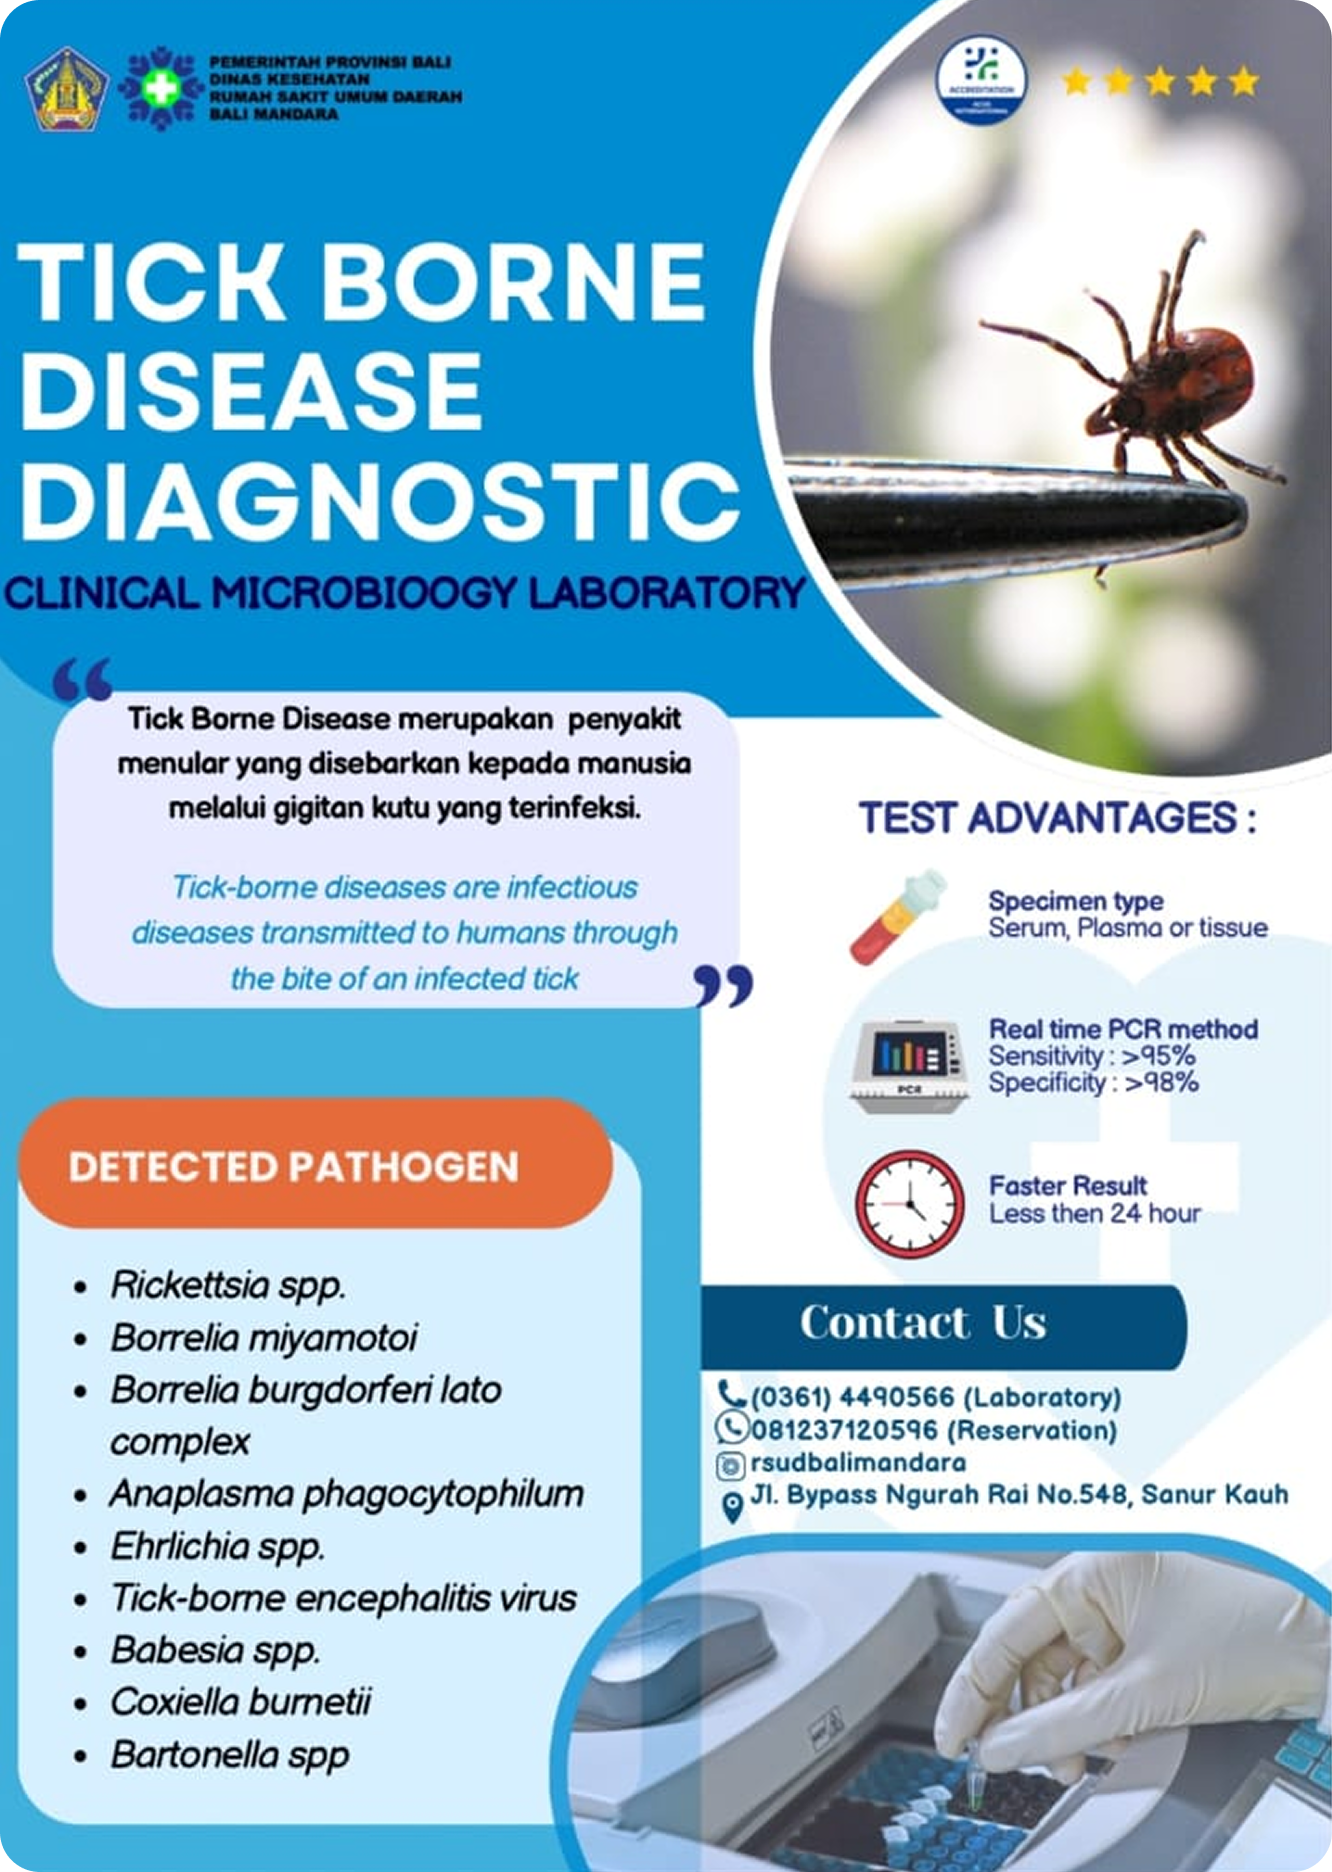 PEMERINTAH PROVINSI BALI
DINAS KESEHATAN
RUMAH SAKIT UMUM DAERAH
BALI MANDARA
ACCREDITATION
ACGS
INTERNATIONAL
TICK BORNE
DISEASE
DIAGNOSTIC
CLINICAL MICROBIOOGY LABORATORY
“
Tick Borne Disease merupakan penyakit
menular yang disebarkan kepada manusia
melalui gigitan kutu yang terinfeksi.
Tick-borne diseases are infectious
diseases transmitted to humans through
the bite of an infected tick
”
TEST ADVANTAGES :
Specimen type
Serum, Plasma or tissue
PCR
Real time PCR method
Sensitivity : >95%
Specificity : >98%
Faster Result
Less then 24 hour
DETECTED PATHOGEN
• Rickettsia spp.
• Borrelia miyamotoi
• Borrelia burgdorferi lato
complex
• Anaplasma phagocytophilum
• Ehrlichia spp.
• Tick-borne encephalitis virus
• Babesia spp.
• Coxiella burnetii
• Bartonella spp
Contact Us
(0361) 4490566 (Laboratory)
081237120596 (Reservation)
rsudbalimandara
Jl. Bypass Ngurah Rai No.548, Sanur Kauh